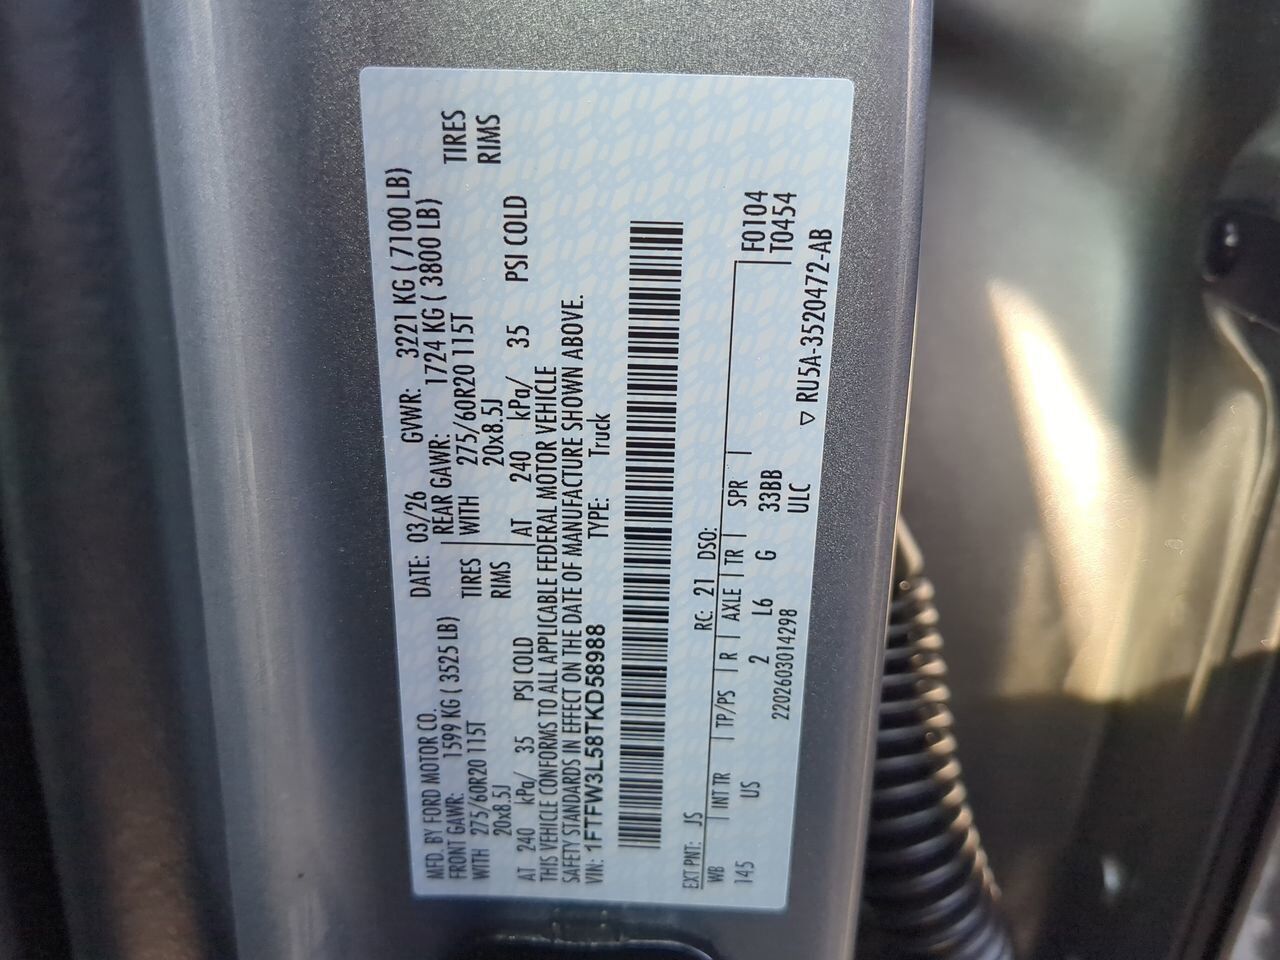 MFD. BY FORD MOTOR CO. DATE: 03/26 GVWR: 3221 KG ( 7100 LB)
FRONT GAWR: 1599 KG ( 3525 LB) REAR GAWR: 1724 KG ( 3800 LB)
WITH 275/60R20 115T TIRES WITH 275/60R20 115T TIRES
20x8.5J RIMS 20x8.5J RIMS
AT 240 kPa/ 35 PSI COLD AT 240 kPa/ 35 PSI COLD
THIS VEHICLE CONFORMS TO ALL APPLICABLE FEDERAL MOTOR VEHICLE
SAFETY STANDARDS IN EFFECT ON THE DATE OF MANUFACTURE SHOWN ABOVE.
VIN: 1FTFW3L58TKD58988 TYPE: Truck
EXT PNT: JS RC: 21 DSO:
WB INT TR TP/PS R AXLE TR SPR F0104
145 US 2 L6 G 33BB T0454
2202603014298 ULC
▽ RU5A-3520472-AB